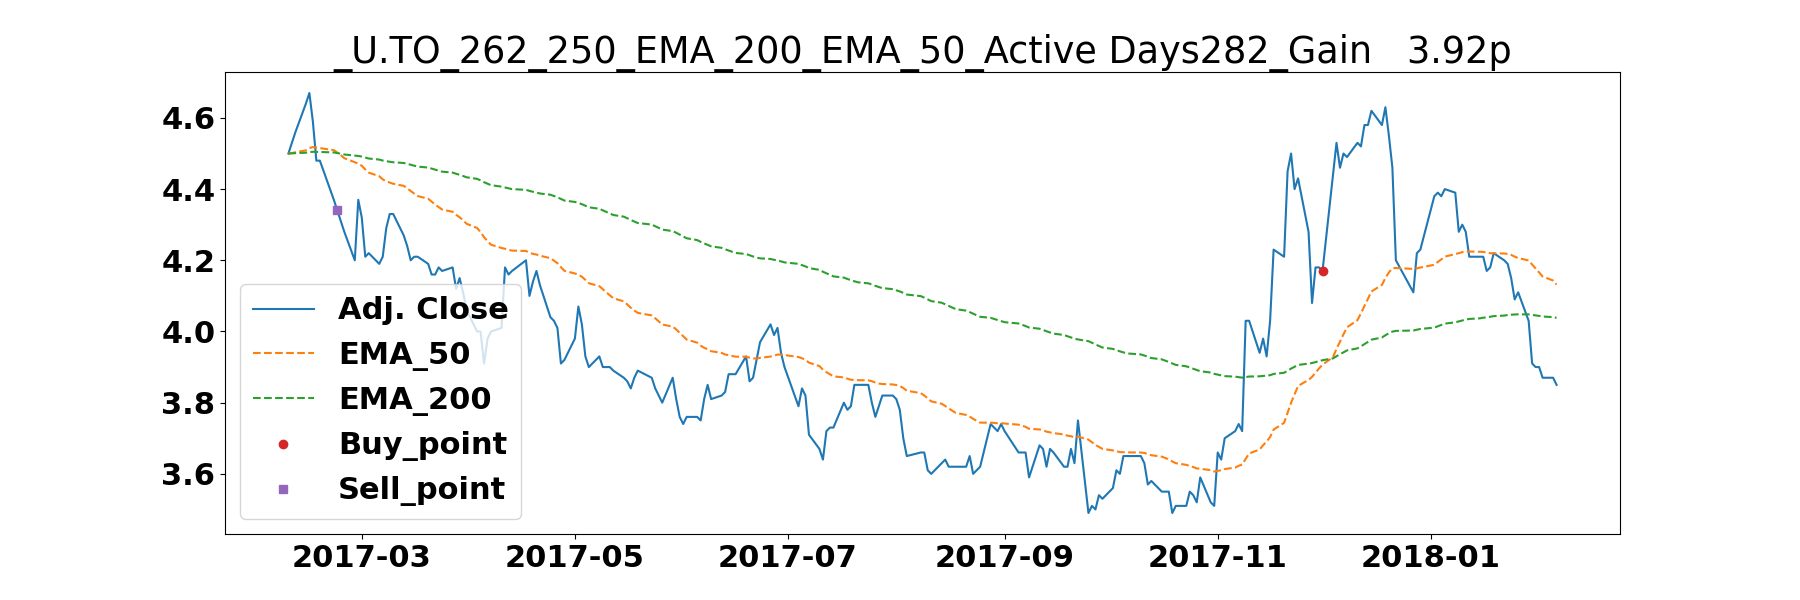 _U.TO_262_250_EMA_200_EMA_50_Active Days282_Gain   3.92p
4.6
4.4
4.2
4.0
3.8
3.6
Adj. Close
EMA_50
EMA_200
Buy_point
Sell_point
2017-03 2017-05 2017-07 2017-09 2017-11 2018-01